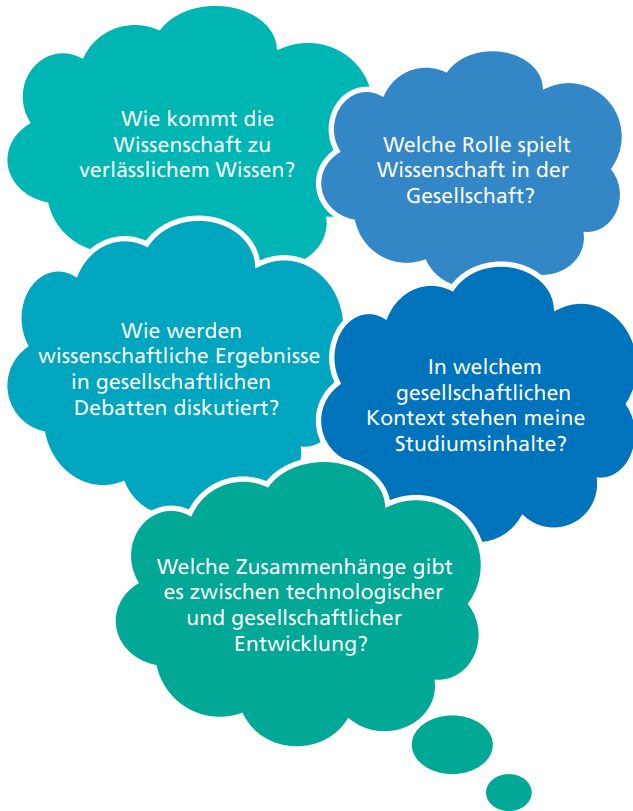 Wie kommt die
Wissenschaft zu
verlässlichem Wissen?
Welche Rolle spielt
Wissenschaft in der
Gesellschaft?
Wie werden
wissenschaftliche Ergebnisse
in gesellschaftlichen
Debatten diskutiert?
In welchem
gesellschaftlichen
Kontext stehen meine
Studiumsinhalte?
Welche Zusammenhänge gibt
es zwischen technologischer
und gesellschaftlicher
Entwicklung?